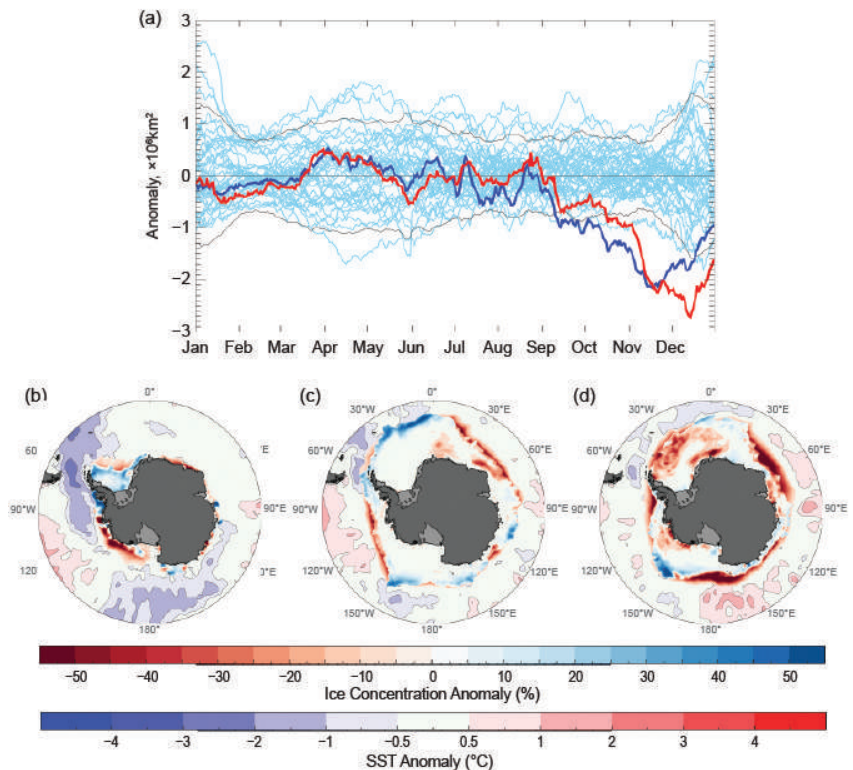 (a)
3
2
1
0
−1
−2
−3
Anomaly, ×10⁶km²
Jan Feb Mar Apr May Jun Jul Aug Sep Oct Nov Dec
(b) 0° (c) 0° (d) 0°
30°W 30°E 30°W 30°E
60 °E 60°W 60°E 60°W 60°E
90°W 90°E 90°W 90°E 90°W 90°E
120 0°E 120°W 120°E 120°W 120°E
150°W 150°E 150°W 150°E
180° 180° 180°
−50 −40 −30 −20 −10 0 10 20 30 40 50
Ice Concentration Anomaly (%)
−4 −3 −2 −1 −0.5 0.5 1 2 3 4
SST Anomaly (°C)